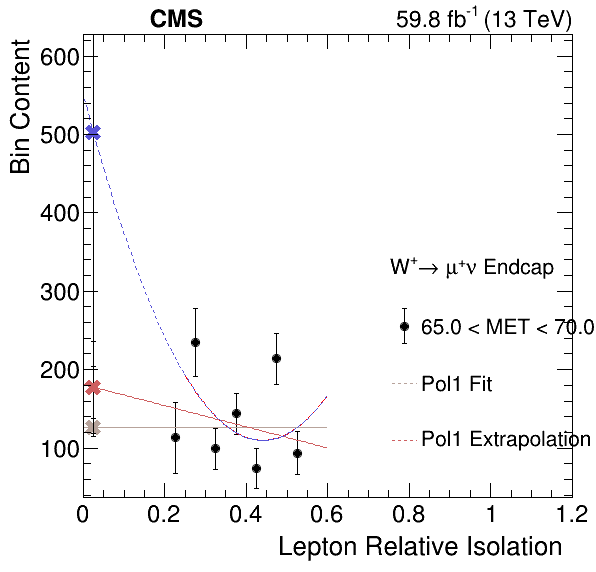 CMS
59.8 fb⁻¹ (13 TeV)
Bin Content
600
500
400
300
200
100
W⁺→ μ⁺ν Endcap
65.0 < MET < 70.0
Pol1 Fit
Pol1 Extrapolation
0 0.2 0.4 0.6 0.8 1 1.2
Lepton Relative Isolation